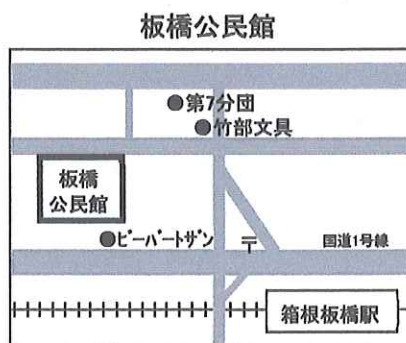 板橋公民館
●第7分団
●竹部文具
板橋
公民館
●ビーバートザン
〒
国道1号線
箱根板橋駅